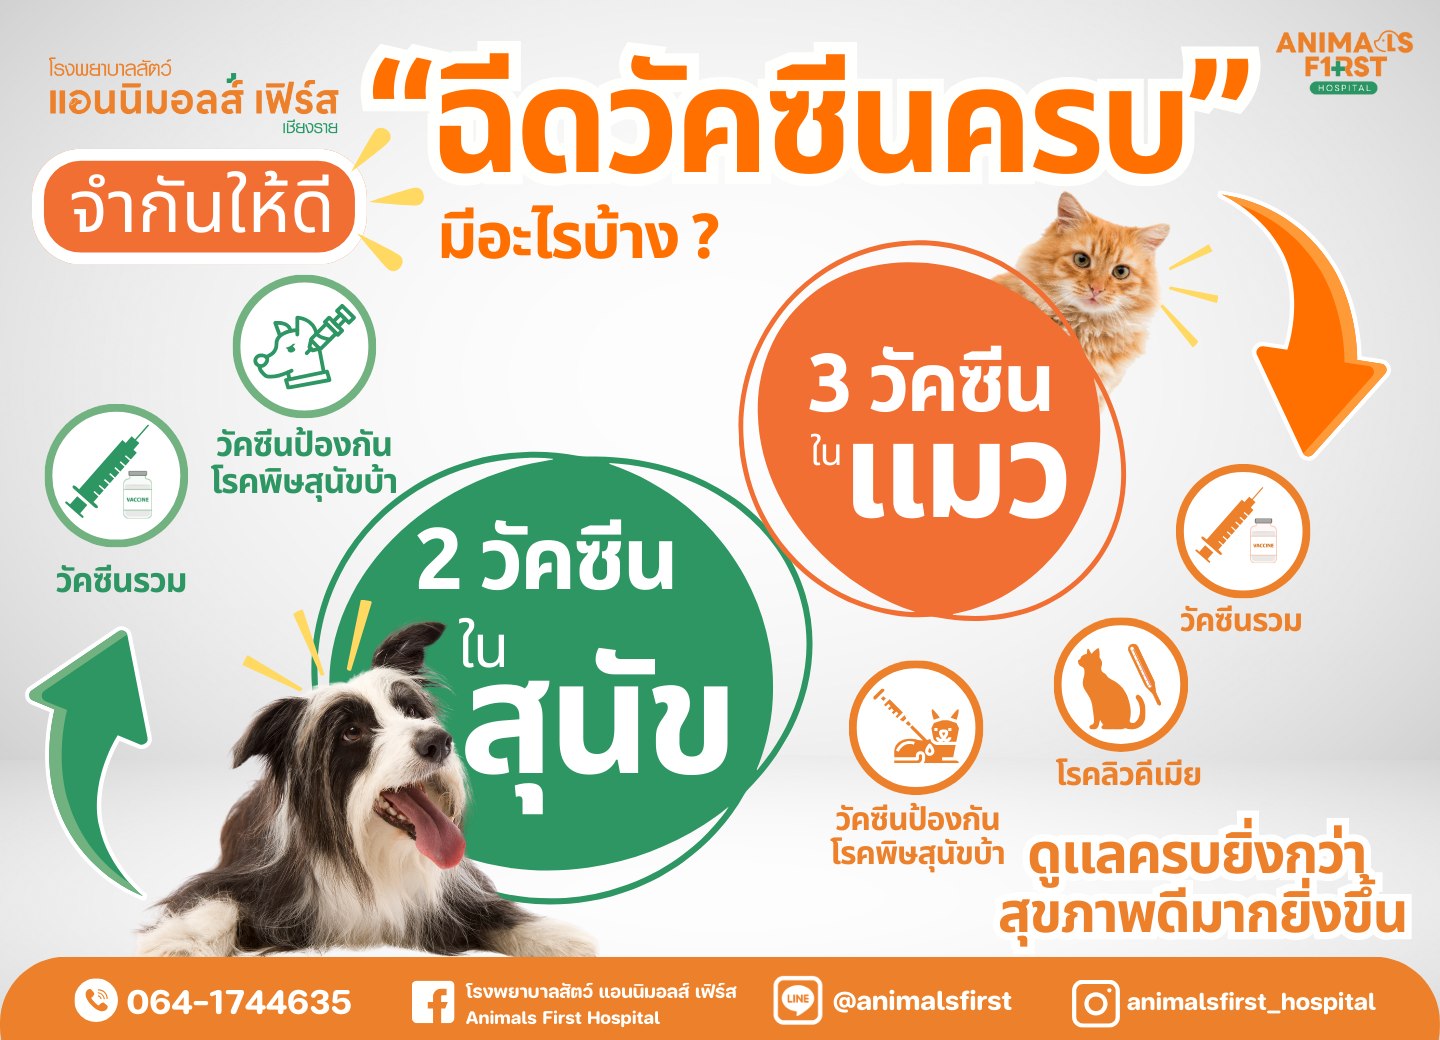 โรงพยาบาลสัตว์
แอนนิมอลส์ เฟิร์ส
เชียงราย
ANIMALS
F1RST
HOSPITAL
จำกันให้ดี
“ฉีดวัคซีนครบ”
มีอะไรบ้าง ?
3 วัคซีน
ใน แมว
2 วัคซีน
ใน
สุนัข
วัคซีนป้องกัน
โรคพิษสุนัขบ้า
VACCINE
วัคซีนรวม
VACCINE
วัคซีนรวม
โรคลิวคีเมีย
วัคซีนป้องกัน
โรคพิษสุนัขบ้า
ดูแลครบยิ่งกว่า
สุขภาพดีมากยิ่งขึ้น
064-1744635
โรงพยาบาลสัตว์ แอนนิมอลส์ เฟิร์ส
Animals First Hospital
LINE
@animalsfirst
animalsfirst_hospital